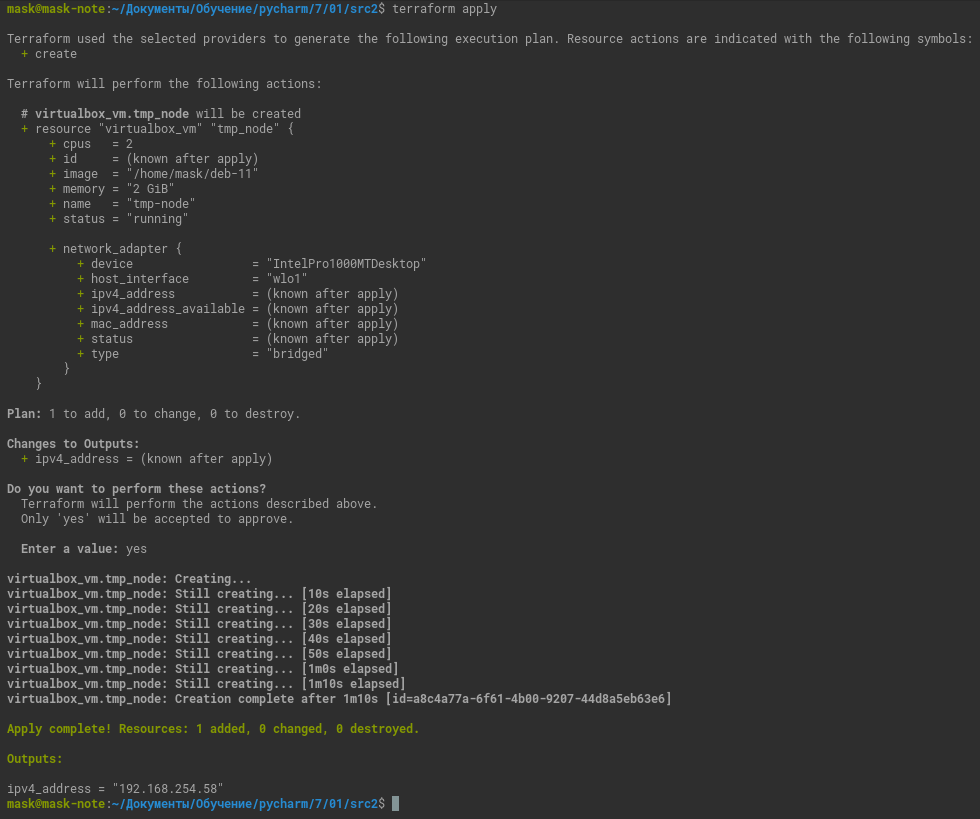 mask@mask-note:~/Документы/Обучение/pycharm/7/01/src2$ terraform apply

Terraform used the selected providers to generate the following execution plan. Resource actions are indicated with the following symbols:
  + create

Terraform will perform the following actions:

  # virtualbox_vm.tmp_node will be created
  + resource "virtualbox_vm" "tmp_node" {
      + cpus   = 2
      + id     = (known after apply)
      + image  = "/home/mask/deb-11"
      + memory = "2 GiB"
      + name   = "tmp-node"
      + status = "running"

      + network_adapter {
          + device                 = "IntelPro1000MTDesktop"
          + host_interface         = "wlo1"
          + ipv4_address           = (known after apply)
          + ipv4_address_available = (known after apply)
          + mac_address            = (known after apply)
          + status                 = (known after apply)
          + type                   = "bridged"
        }
    }

Plan: 1 to add, 0 to change, 0 to destroy.

Changes to Outputs:
  + ipv4_address = (known after apply)

Do you want to perform these actions?
  Terraform will perform the actions described above.
  Only 'yes' will be accepted to approve.

  Enter a value: yes

virtualbox_vm.tmp_node: Creating...
virtualbox_vm.tmp_node: Still creating... [10s elapsed]
virtualbox_vm.tmp_node: Still creating... [20s elapsed]
virtualbox_vm.tmp_node: Still creating... [30s elapsed]
virtualbox_vm.tmp_node: Still creating... [40s elapsed]
virtualbox_vm.tmp_node: Still creating... [50s elapsed]
virtualbox_vm.tmp_node: Still creating... [1m0s elapsed]
virtualbox_vm.tmp_node: Still creating... [1m10s elapsed]
virtualbox_vm.tmp_node: Creation complete after 1m10s [id=a8c4a77a-6f61-4b00-9207-44d8a5eb63e6]

Apply complete! Resources: 1 added, 0 changed, 0 destroyed.

Outputs:

ipv4_address = "192.168.254.58"
mask@mask-note:~/Документы/Обучение/pycharm/7/01/src2$